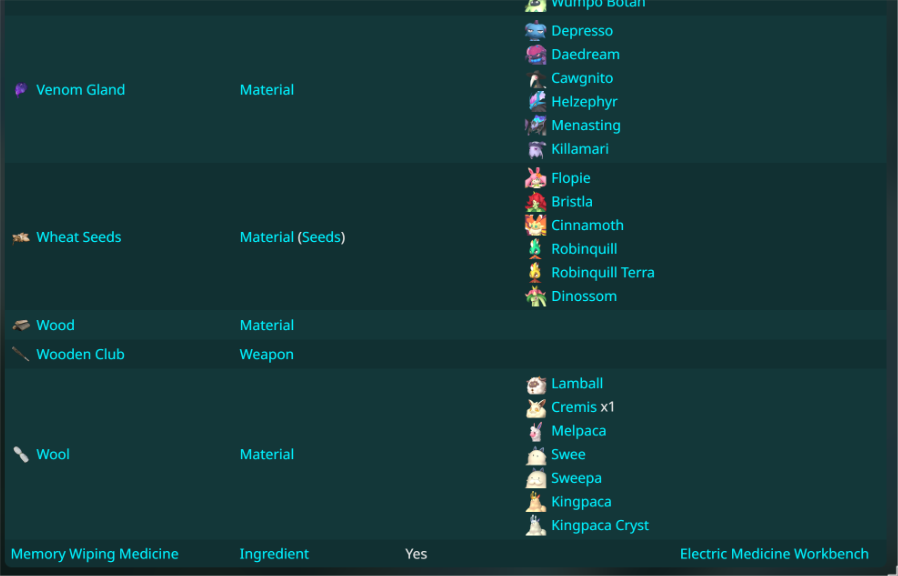 Wumpo Botan
Depresso
Daedream
Cawgnito
Venom Gland Material
Helzephyr
Menasting
Killamari
Flopie
Bristla
Cinnamoth
Wheat Seeds Material (Seeds)
Robinquill
Robinquill Terra
Dinossom
Wood Material
Wooden Club Weapon
Lamball
Cremis x1
Melpaca
Wool Material
Swee
Sweepa
Kingpaca
Kingpaca Cryst
Memory Wiping Medicine Ingredient Yes Electric Medicine Workbench